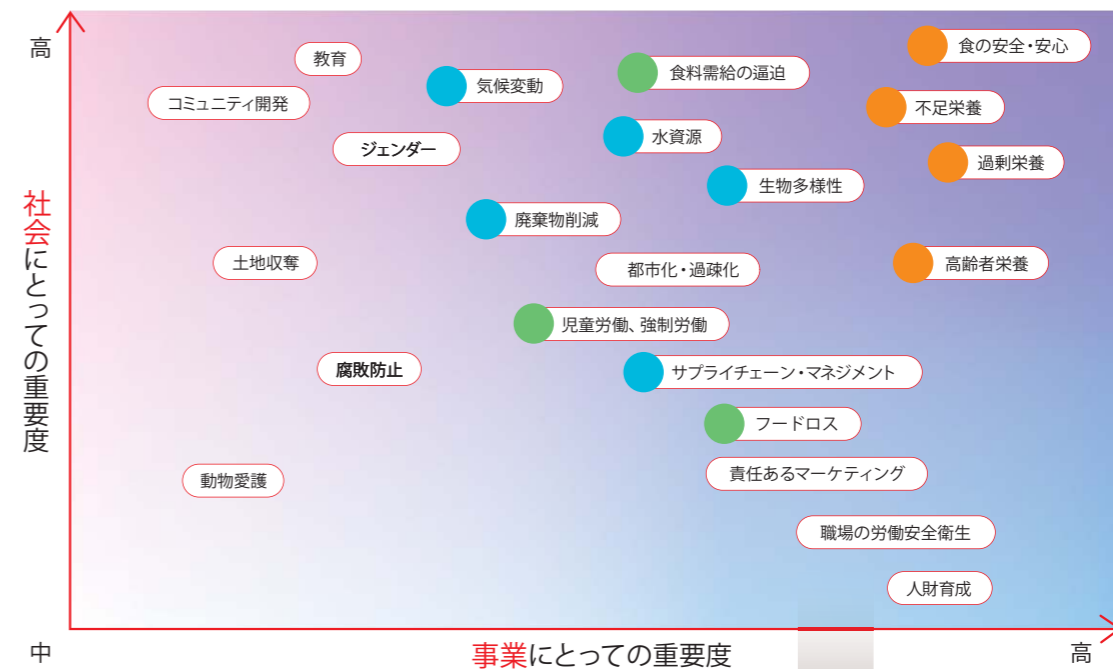 高
食の安全・安心
教育
食料需給の逼迫
気候変動
コミュニティ開発
不足栄養
水資源
ジェンダー
過剰栄養
生物多様性
廃棄物削減
土地収奪
都市化・過疎化
高齢者栄養
社会にとっての重要度
児童労働、強制労働
腐敗防止
サプライチェーン・マネジメント
フードロス
動物愛護
責任あるマーケティング
職場の労働安全衛生
人財育成
中
事業にとっての重要度
高